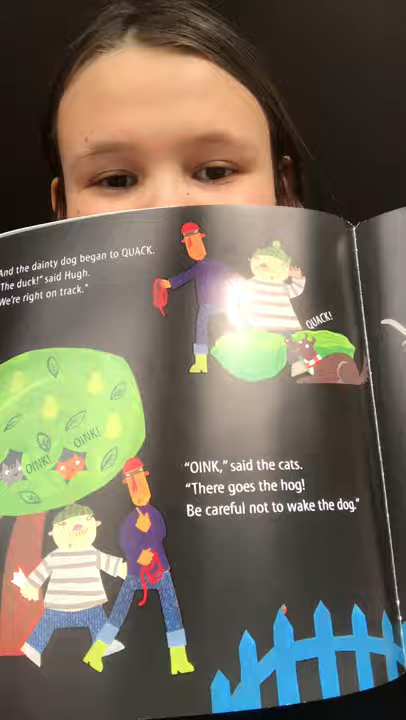 And the dainty dog began to QUACK.
"The duck!" said Hugh.
We're right on track."
QUACK!
OINK!
OINK!
"OINK," said the cats.
"There goes the hog!
Be careful not to wake the dog."